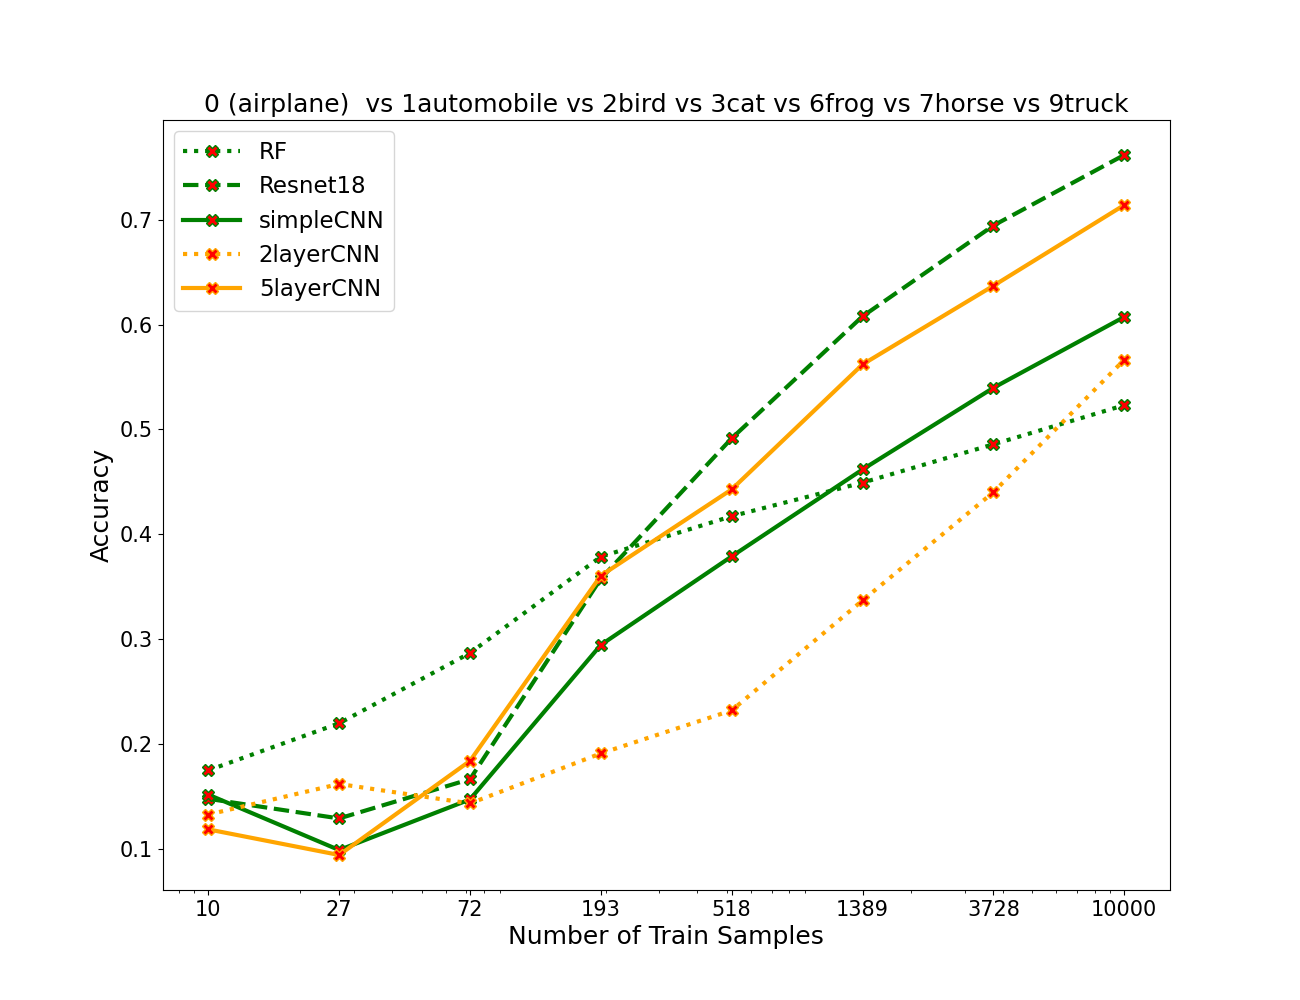 0 (airplane)  vs 1automobile vs 2bird vs 3cat vs 6frog vs 7horse vs 9truck
RF
Resnet18
simpleCNN
2layerCNN
5layerCNN
0.7
0.6
0.5
0.4
0.3
0.2
0.1
Accuracy
10 27 72 193 518 1389 3728 10000
Number of Train Samples